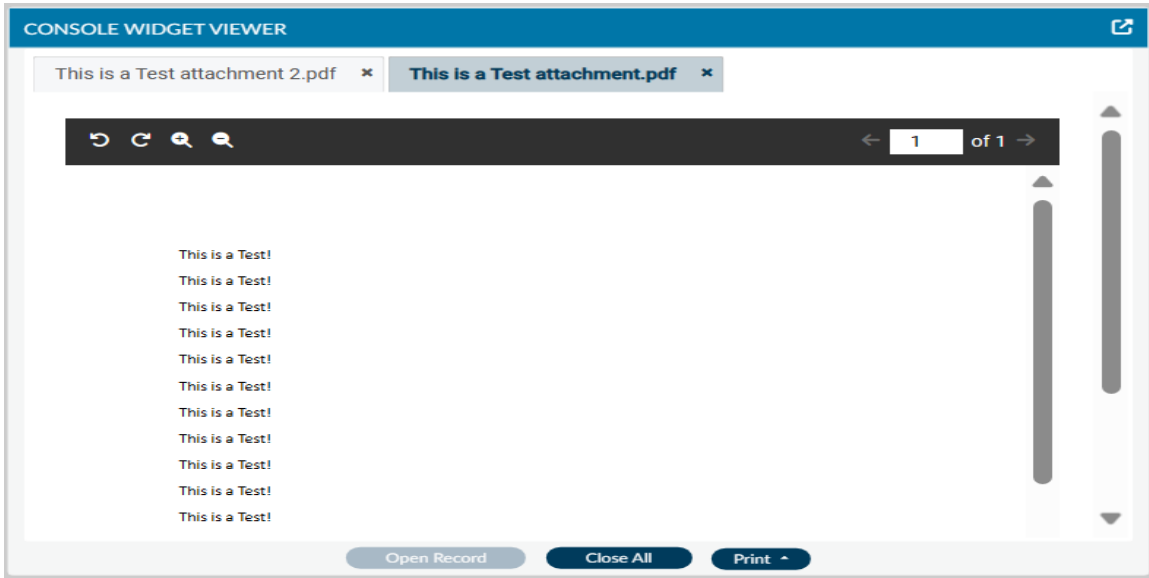 CONSOLE WIDGET VIEWER
This is a Test attachment 2.pdf This is a Test attachment.pdf
1 of 1
This is a Test!
This is a Test!
This is a Test!
This is a Test!
This is a Test!
This is a Test!
This is a Test!
This is a Test!
This is a Test!
This is a Test!
This is a Test!
Open Record Close All Print